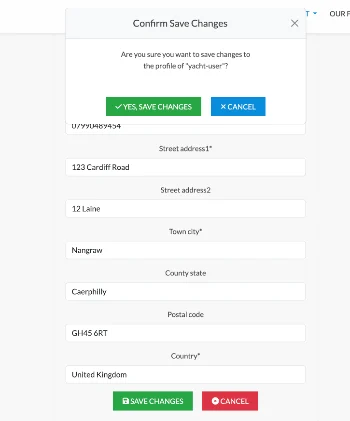 Confirm Save Changes
T
OUR F
Are you sure you want to save changes to
the profile of "yacht-user"?
YES, SAVE CHANGES
CANCEL
07990489454
Street address1*
123 Cardiff Road
Street address2
12 Laine
Town city*
Nangraw
County state
Caerphilly
Postal code
GH45 6RT
Country*
United Kingdom
SAVE CHANGES
CANCEL